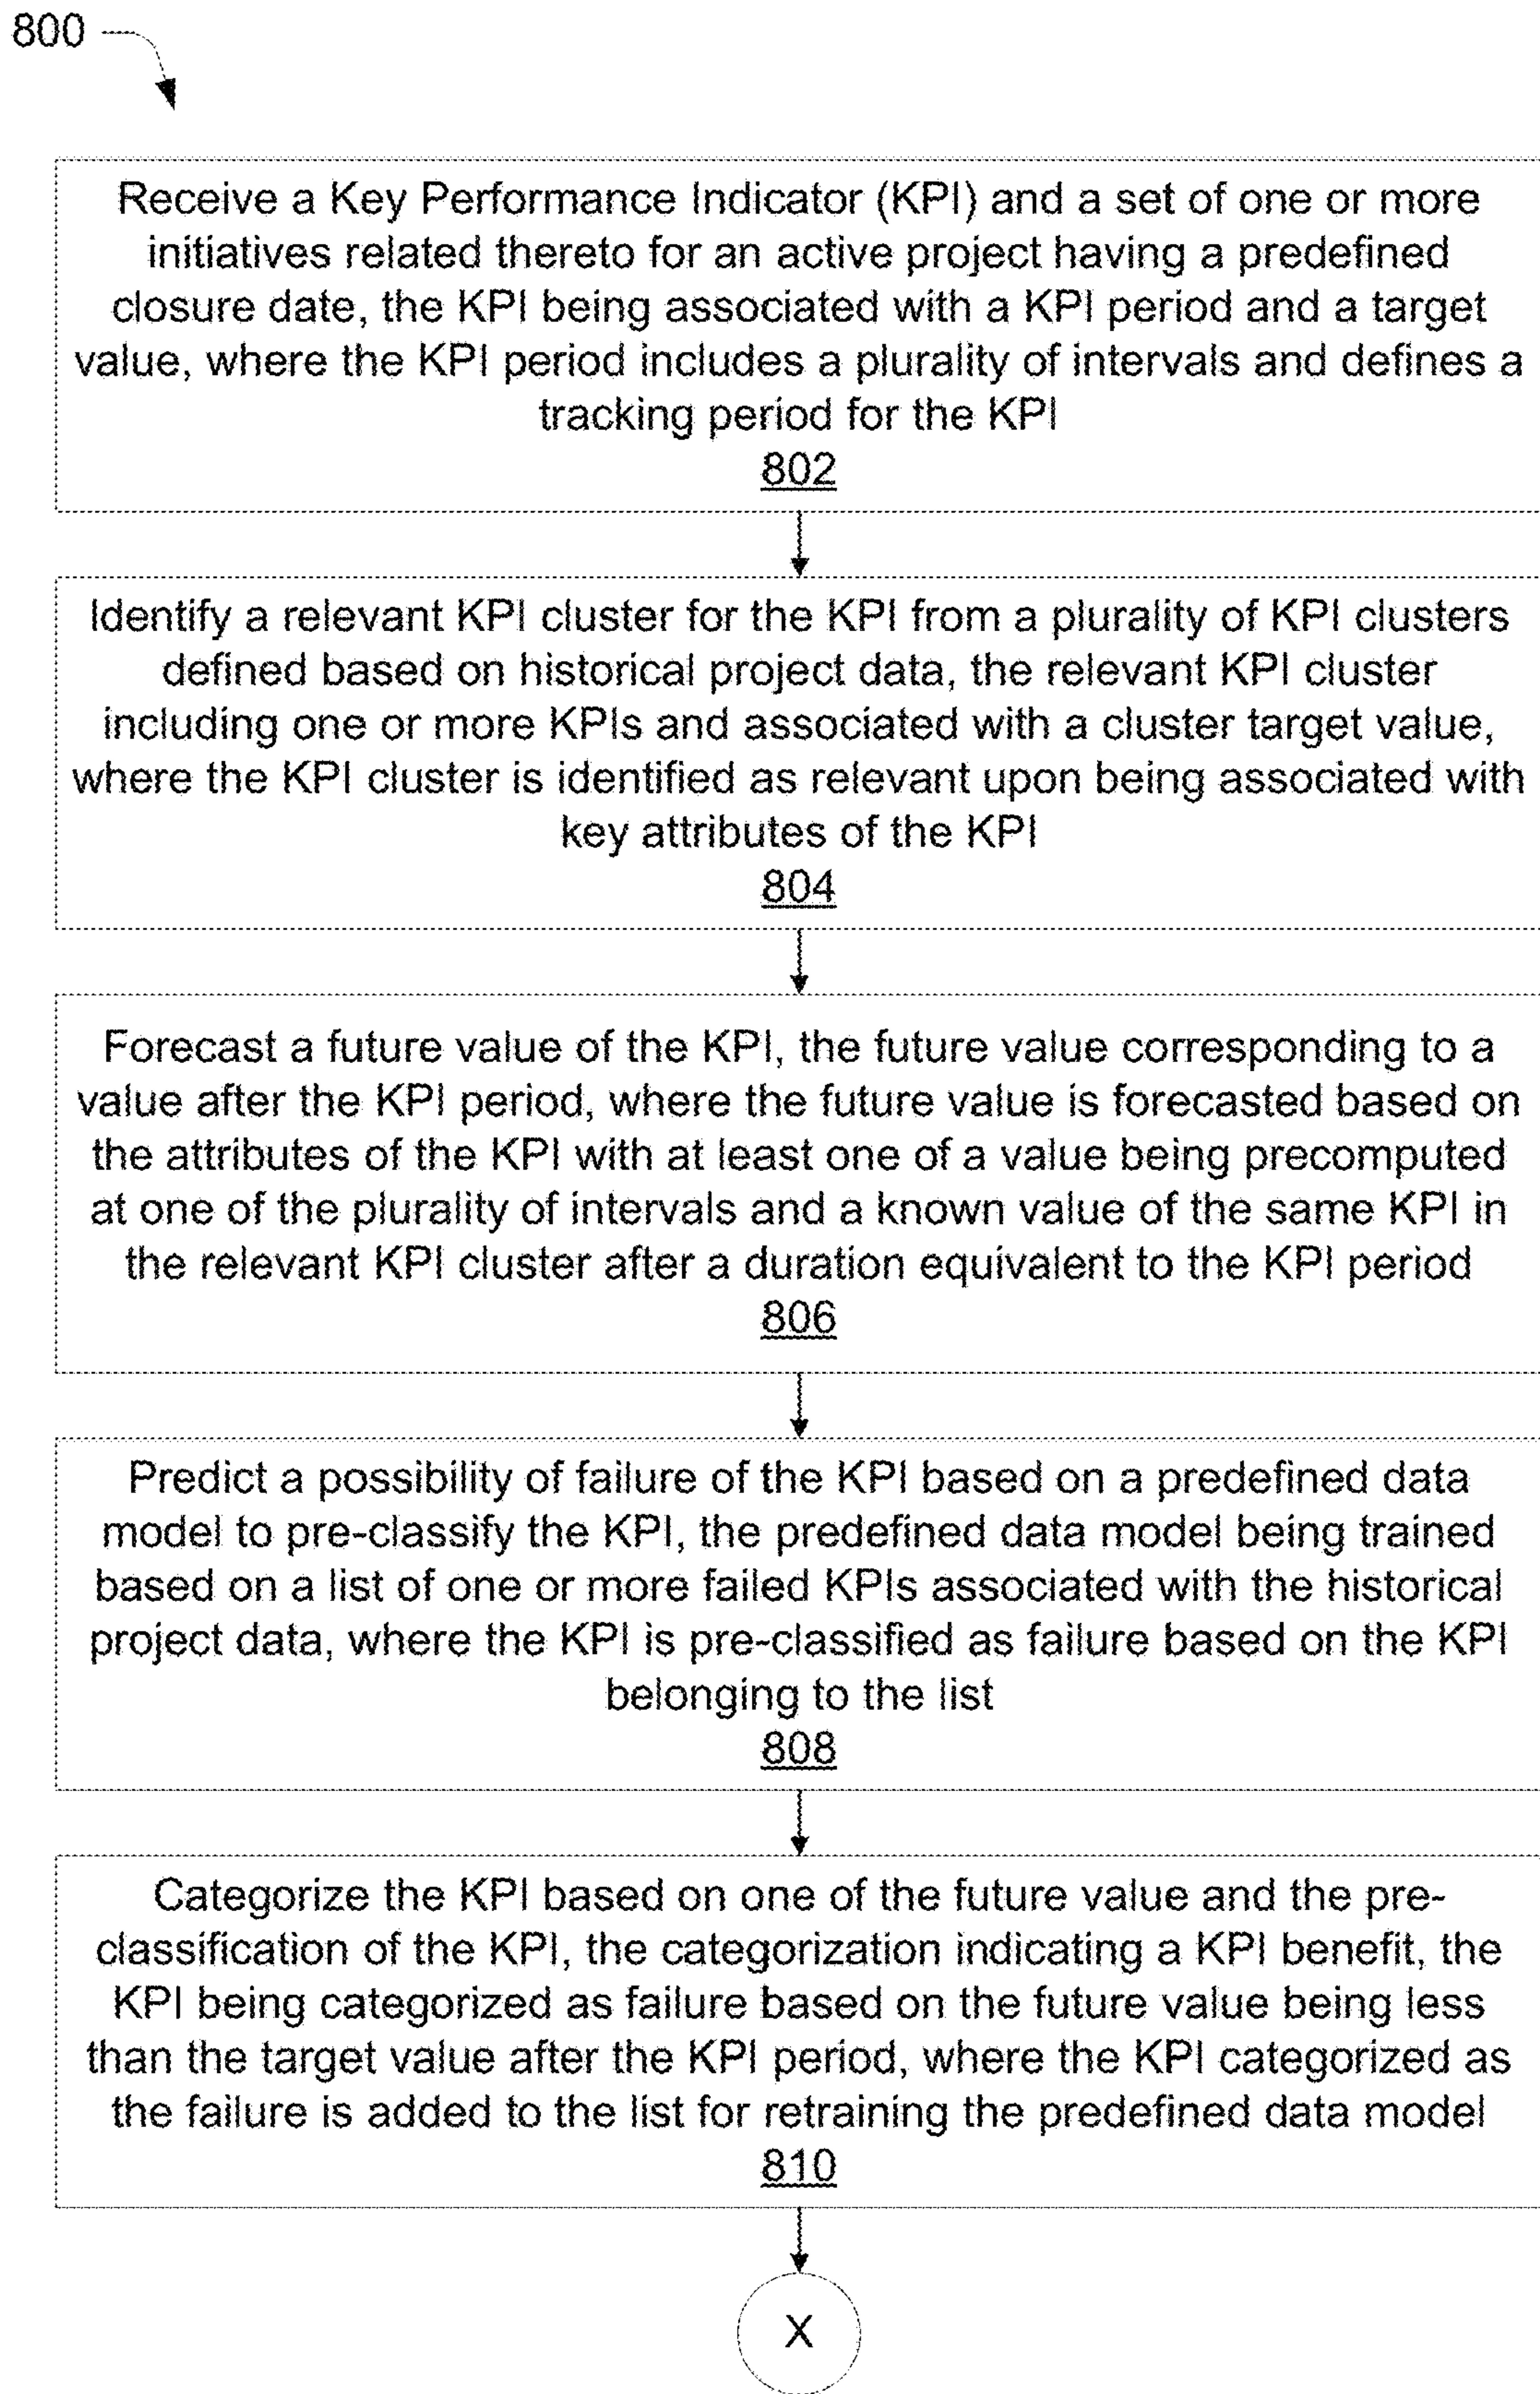 800
Receive a Key Performance Indicator (KPI) and a set of one or more
initiatives related thereto for an active project having a predefined
closure date, the KPI being associated with a KPI period and a target
value, where the KPI period includes a plurality of intervals and defines a
tracking period for the KPI
802
Identify a relevant KPI cluster for the KPI from a plurality of KPI clusters
defined based on historical project data, the relevant KPI cluster
including one or more KPIs and associated with a cluster target value,
where the KPI cluster is identified as relevant upon being associated with
key attributes of the KPI
804
Forecast a future value of the KPI, the future value corresponding to a
value after the KPI period, where the future value is forecasted based on
the attributes of the KPI with at least one of a value being precomputed
at one of the plurality of intervals and a known value of the same KPI in
the relevant KPI cluster after a duration equivalent to the KPI period
806
Predict a possibility of failure of the KPI based on a predefined data
model to pre-classify the KPI, the predefined data model being trained
based on a list of one or more failed KPIs associated with the historical
project data, where the KPI is pre-classified as failure based on the KPI
belonging to the list
808
Categorize the KPI based on one of the future value and the pre-
classification of the KPI, the categorization indicating a KPI benefit, the
KPI being categorized as failure based on the future value being less
than the target value after the KPI period, where the KPI categorized as
the failure is added to the list for retraining the predefined data model
810
X